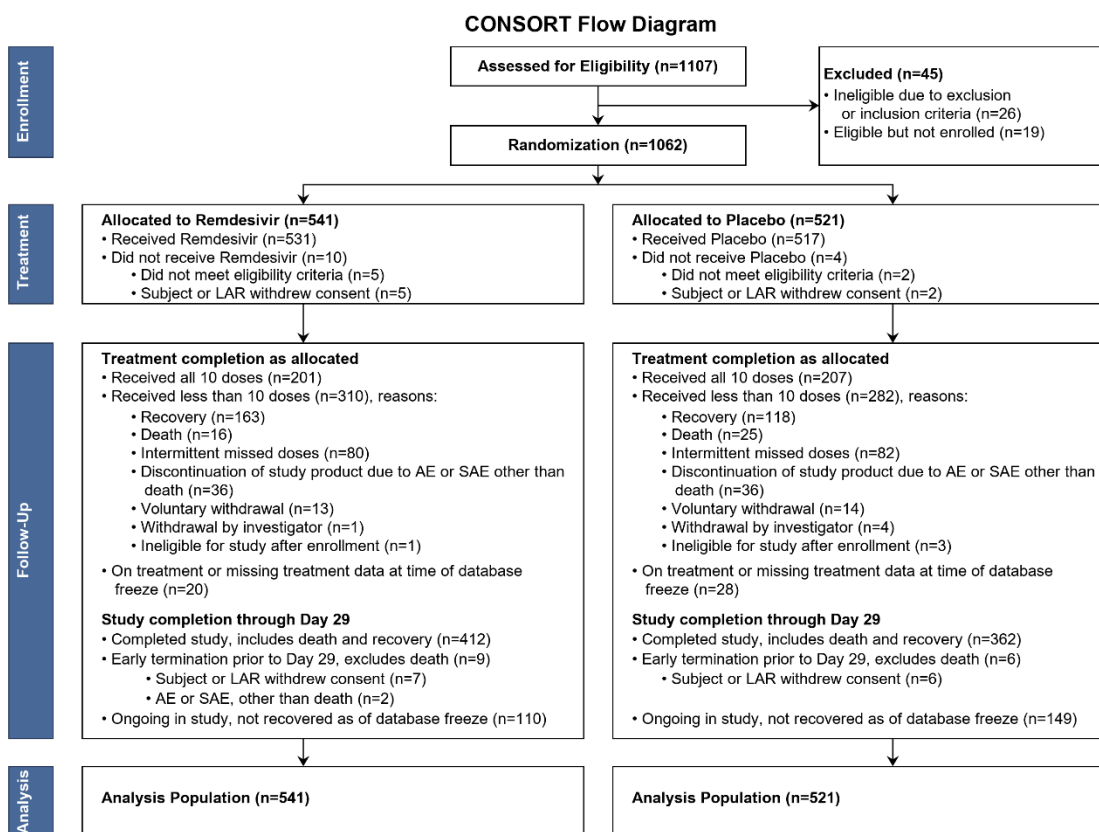 CONSORT Flow Diagram
Enrollment
Assessed for Eligibility (n=1107)
Excluded (n=45)
• Ineligible due to exclusion
or inclusion criteria (n=26)
• Eligible but not enrolled (n=19)
Randomization (n=1062)
Treatment
Allocated to Remdesivir (n=541)
• Received Remdesivir (n=531)
• Did not receive Remdesivir (n=10)
• Did not meet eligibility criteria (n=5)
• Subject or LAR withdrew consent (n=5)
Allocated to Placebo (n=521)
• Received Placebo (n=517)
• Did not receive Placebo (n=4)
• Did not meet eligibility criteria (n=2)
• Subject or LAR withdrew consent (n=2)
Follow-Up
Treatment completion as allocated
• Received all 10 doses (n=201)
• Received less than 10 doses (n=310), reasons:
• Recovery (n=163)
• Death (n=16)
• Intermittent missed doses (n=80)
• Discontinuation of study product due to AE or SAE other than
death (n=36)
• Voluntary withdrawal (n=13)
• Withdrawal by investigator (n=1)
• Ineligible for study after enrollment (n=1)
• On treatment or missing treatment data at time of database
freeze (n=20)
Study completion through Day 29
• Completed study, includes death and recovery (n=412)
• Early termination prior to Day 29, excludes death (n=9)
• Subject or LAR withdrew consent (n=7)
• AE or SAE, other than death (n=2)
• Ongoing in study, not recovered as of database freeze (n=110)
Treatment completion as allocated
• Received all 10 doses (n=207)
• Received less than 10 doses (n=282), reasons:
• Recovery (n=118)
• Death (n=25)
• Intermittent missed doses (n=82)
• Discontinuation of study product due to AE or SAE other than
death (n=36)
• Voluntary withdrawal (n=14)
• Withdrawal by investigator (n=4)
• Ineligible for study after enrollment (n=3)
• On treatment or missing treatment data at time of database
freeze (n=28)
Study completion through Day 29
• Completed study, includes death and recovery (n=362)
• Early termination prior to Day 29, excludes death (n=6)
• Subject or LAR withdrew consent (n=6)
• Ongoing in study, not recovered as of database freeze (n=149)
Analysis
Analysis Population (n=541)
Analysis Population (n=521)